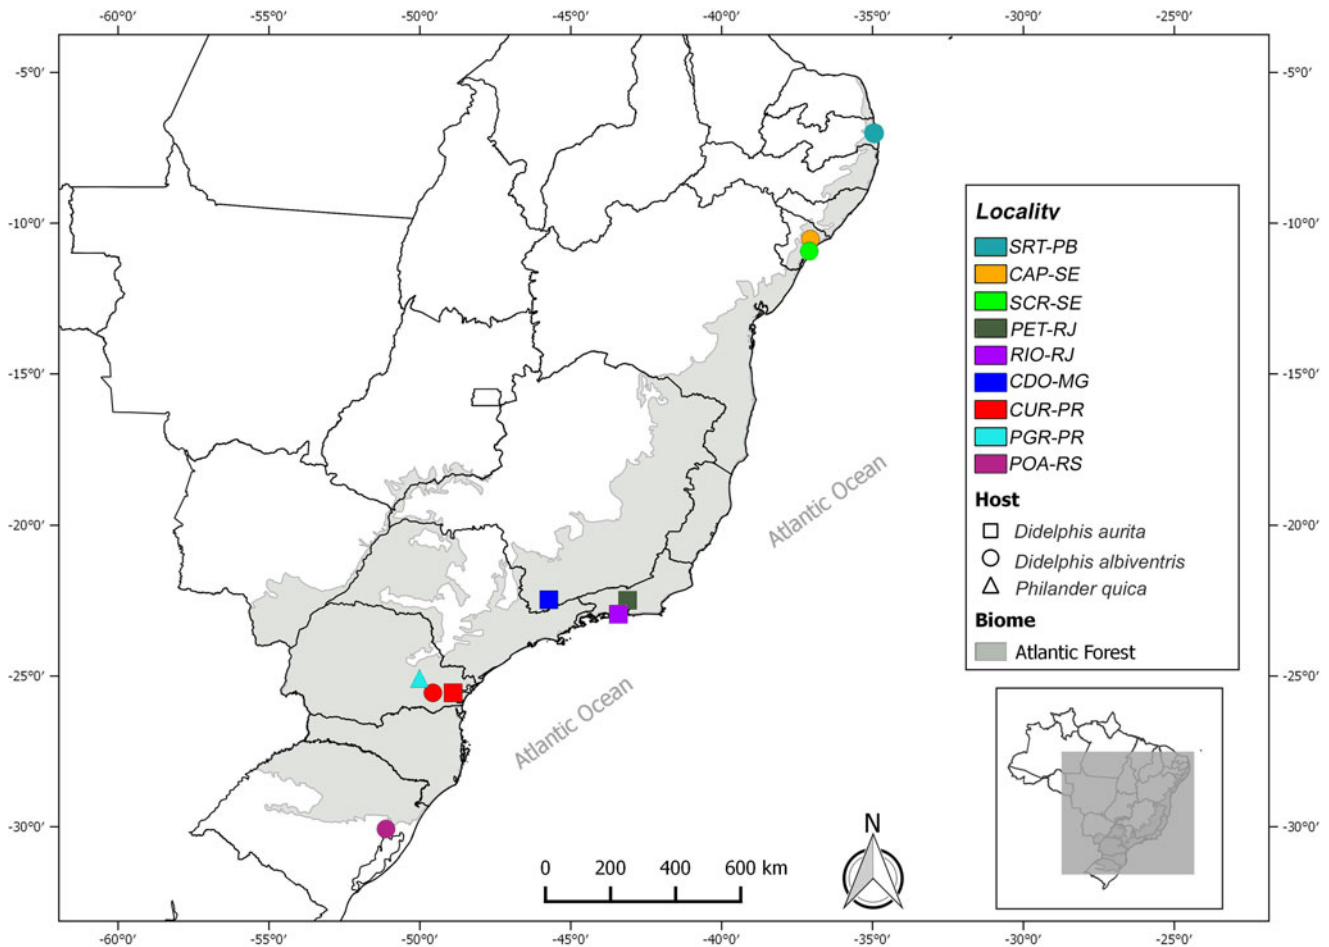 -60°0′ -55°0′ -50°0′ -45°0′ -40°0′ -35°0′ -30°0′ -25°0′
-5°0′ -5°0′
-10°0′ -10°0′
-15°0′ -15°0′
-20°0′ -20°0′
-25°0′ -25°0′
-30°0′ -30°0′
Locality
SRT-PB
CAP-SE
SCR-SE
PET-RJ
RIO-RJ
CDO-MG
CUR-PR
PGR-PR
POA-RS
Host
Didelphis aurita
Didelphis albiventris
Philander quica
Biome
Atlantic Forest
Atlantic Ocean
Atlantic Ocean
N
0 200 400 600 km
-60°0′ -55°0′ -50°0′ -45°0′ -40°0′ -35°0′ -30°0′ -25°0′